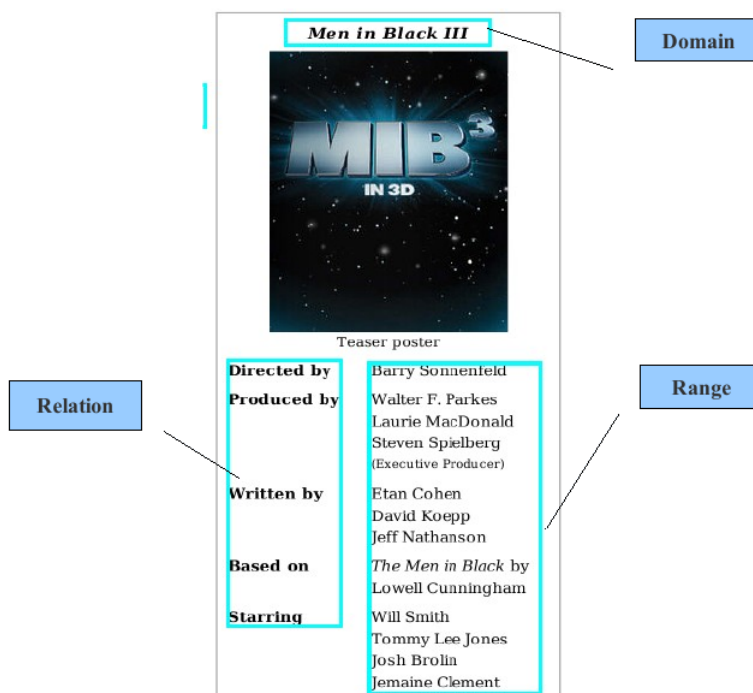 Men in Black III
Domain
MIB3
IN 3D
Teaser poster
Directed by Barry Sonnenfeld
Produced by Walter F. Parkes
Laurie MacDonald
Steven Spielberg
(Executive Producer)
Relation
Range
Written by Etan Cohen
David Koepp
Jeff Nathanson
Based on The Men in Black by
Lowell Cunningham
Starring Will Smith
Tommy Lee Jones
Josh Brolin
Jemaine Clement